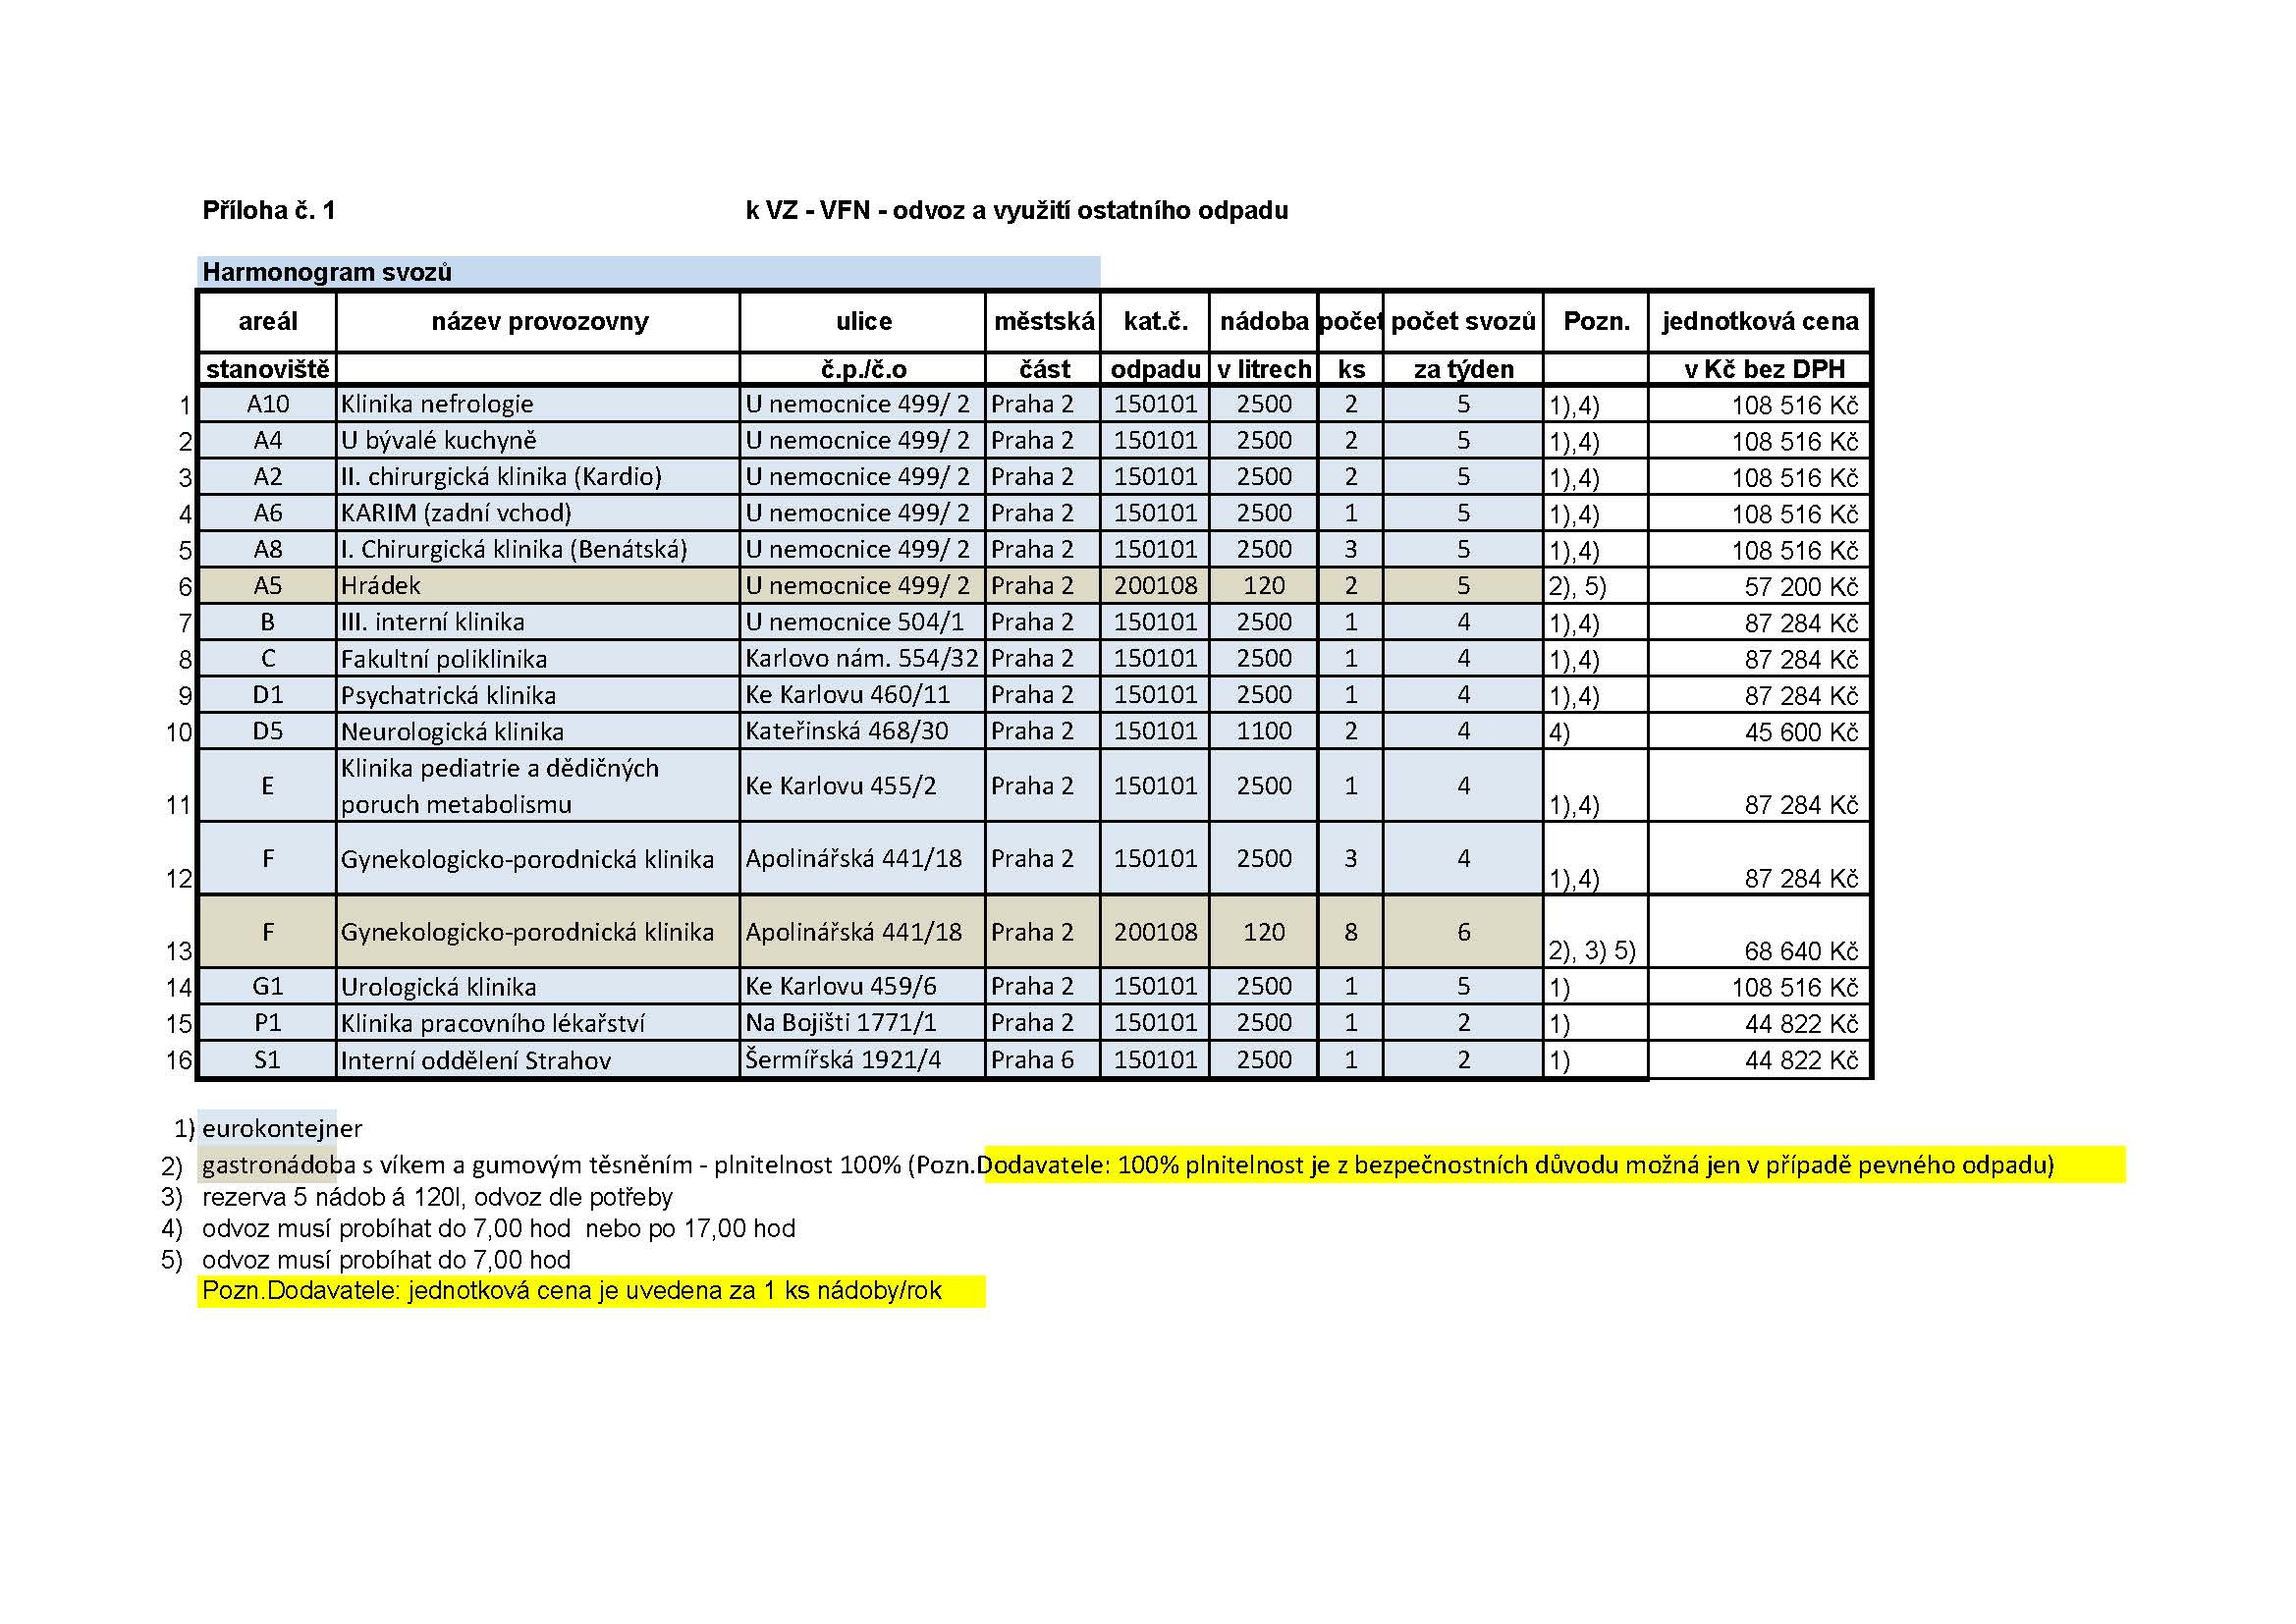 Příloha č. 1 k VZ - VFN - odvoz a využití ostatního odpadu
Harmonogram svozů
areál název provozovny ulice městská kat.č. nádoba počet počet svozů Pozn. jednotková cena
stanoviště č.p./č.o část odpadu v litrech ks za týden v Kč bez DPH
1 A10 Klinika nefrologie U nemocnice 499/ 2 Praha 2 150101 2500 2 5 1),4) 108 516 Kč
2 A4 U bývalé kuchyně U nemocnice 499/ 2 Praha 2 150101 2500 2 5 1),4) 108 516 Kč
3 A2 II. chirurgická klinika (Kardio) U nemocnice 499/ 2 Praha 2 150101 2500 2 5 1),4) 108 516 Kč
4 A6 KARIM (zadní vchod) U nemocnice 499/ 2 Praha 2 150101 2500 1 5 1),4) 108 516 Kč
5 A8 I. Chirurgická klinika (Benátská) U nemocnice 499/ 2 Praha 2 150101 2500 3 5 1),4) 108 516 Kč
6 A5 Hrádek U nemocnice 499/ 2 Praha 2 200108 120 2 5 2), 5) 57 200 Kč
7 B III. interní klinika U nemocnice 504/1 Praha 2 150101 2500 1 4 1),4) 87 284 Kč
8 C Fakultní poliklinika Karlovo nám. 554/32 Praha 2 150101 2500 1 4 1),4) 87 284 Kč
9 D1 Psychatrická klinika Ke Karlovu 460/11 Praha 2 150101 2500 1 4 1),4) 87 284 Kč
10 D5 Neurologická klinika Kateřinská 468/30 Praha 2 150101 1100 2 4 4) 45 600 Kč
Klinika pediatrie a dědičných
11 E poruch metabolismu Ke Karlovu 455/2 Praha 2 150101 2500 1 4 1),4) 87 284 Kč
12 F Gynekologicko-porodnická klinika Apolinářská 441/18 Praha 2 150101 2500 3 4 1),4) 87 284 Kč
13 F Gynekologicko-porodnická klinika Apolinářská 441/18 Praha 2 200108 120 8 6 2), 3) 5) 68 640 Kč
14 G1 Urologická klinika Ke Karlovu 459/6 Praha 2 150101 2500 1 5 1) 108 516 Kč
15 P1 Klinika pracovního lékařství Na Bojišti 1771/1 Praha 2 150101 2500 1 2 1) 44 822 Kč
16 S1 Interní oddělení Strahov Šermířská 1921/4 Praha 6 150101 2500 1 2 1) 44 822 Kč
1) eurokontejner
2) gastronádoba s víkem a gumovým těsněním - plnitelnost 100% (Pozn.Dodavatele: 100% plnitelnost je z bezpečnostních důvodu možná jen v případě pevného odpadu)
3) rezerva 5 nádob á 120l, odvoz dle potřeby
4) odvoz musí probíhat do 7,00 hod nebo po 17,00 hod
5) odvoz musí probíhat do 7,00 hod
Pozn.Dodavatele: jednotková cena je uvedena za 1 ks nádoby/rok